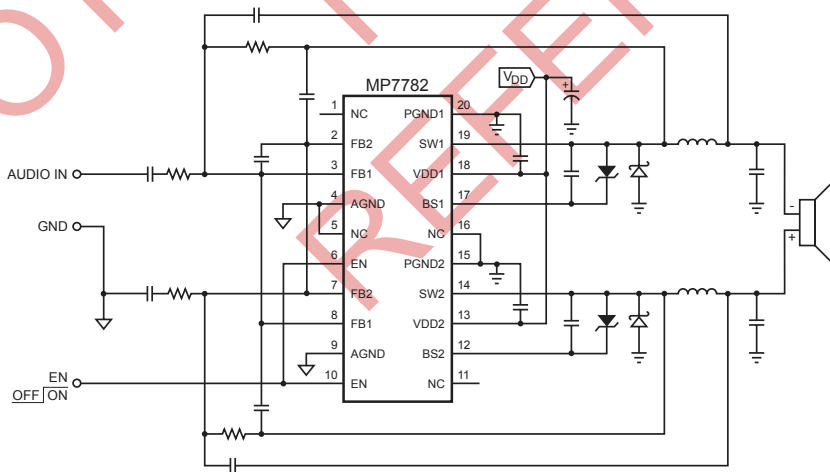 MP7782
VDD
1 NC
2 FB2
3 FB1
4 AGND
5 NC
6 EN
7 FB2
8 FB1
9 AGND
10 EN
PGND1 20
SW1 19
VDD1 18
BS1 17
NC 16
PGND2 15
SW2 14
VDD2 13
BS2 12
NC 11
AUDIO IN
GND
EN
OFF ON
+
-
+
REFE